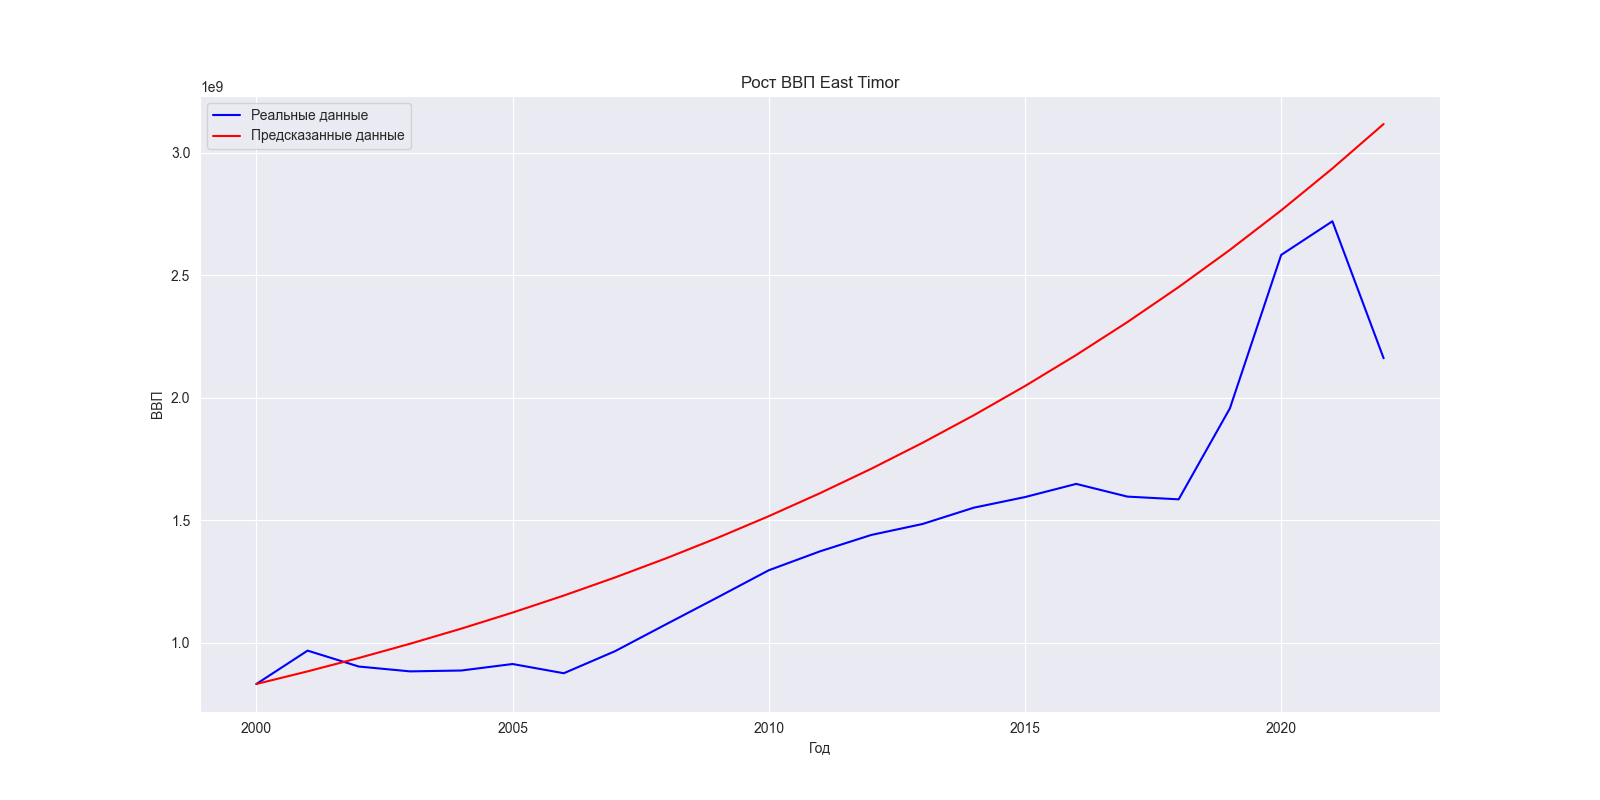 Рост ВВП East Timor
1e9
Реальные данные
Предсказанные данные
3.0
2.5
2.0
1.5
1.0
ВВП
2000 2005 2010 2015 2020
Год